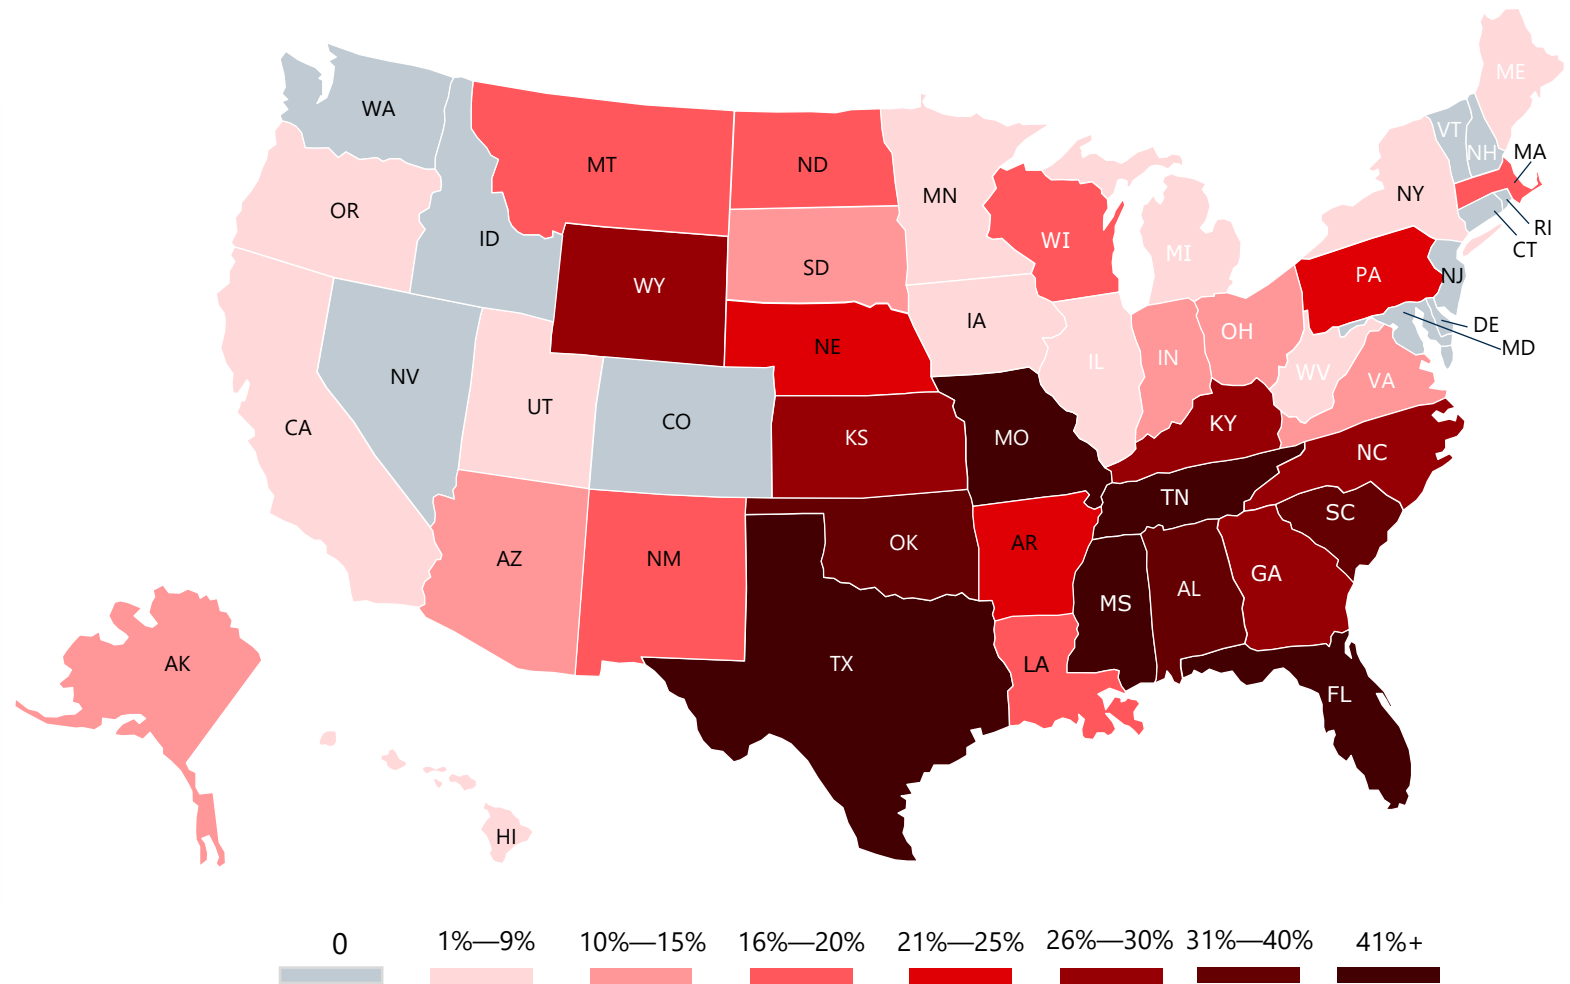 ME
WA
VT
NH
MA
MT
ND
MN
NY
OR
ID
WI
RI
MI
CT
SD
PA
NJ
WY
IA
DE
NE
OH
MD
IL
IN
NV
WV
VA
UT
CO
CA
KS
MO
KY
NC
TN
SC
AZ
NM
OK
AR
GA
AL
MS
AK
TX
LA
FL
HI
0
1%—9%
10%—15%
16%—20%
21%—25%
26%—30%
31%—40%
41%+